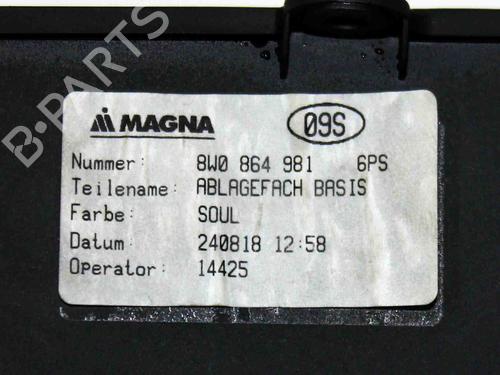 B-PARTS
MAGNA 09S
Nummer: 8W0 864 981 6PS
Teilename: ABLAGEFACH BASIS
Farbe: SOUL
Datum: 240818 12:58
Operator: 14425